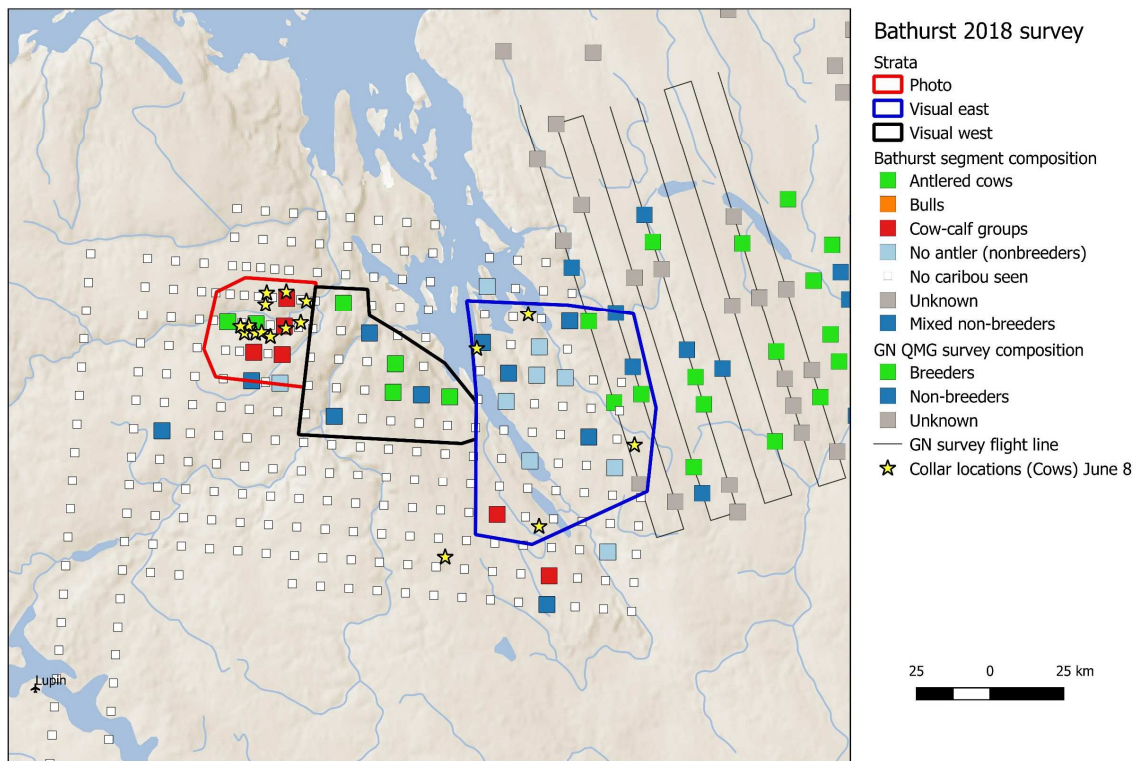 Bathurst 2018 survey
Strata
Photo
Visual east
Visual west
Bathurst segment composition
Antlered cows
Bulls
Cow-calf groups
No antler (nonbreeders)
No caribou seen
Unknown
Mixed non-breeders
GN QMG survey composition
Breeders
Non-breeders
Unknown
GN survey flight line
Collar locations (Cows) June 8
25 0 25 km
Lupin